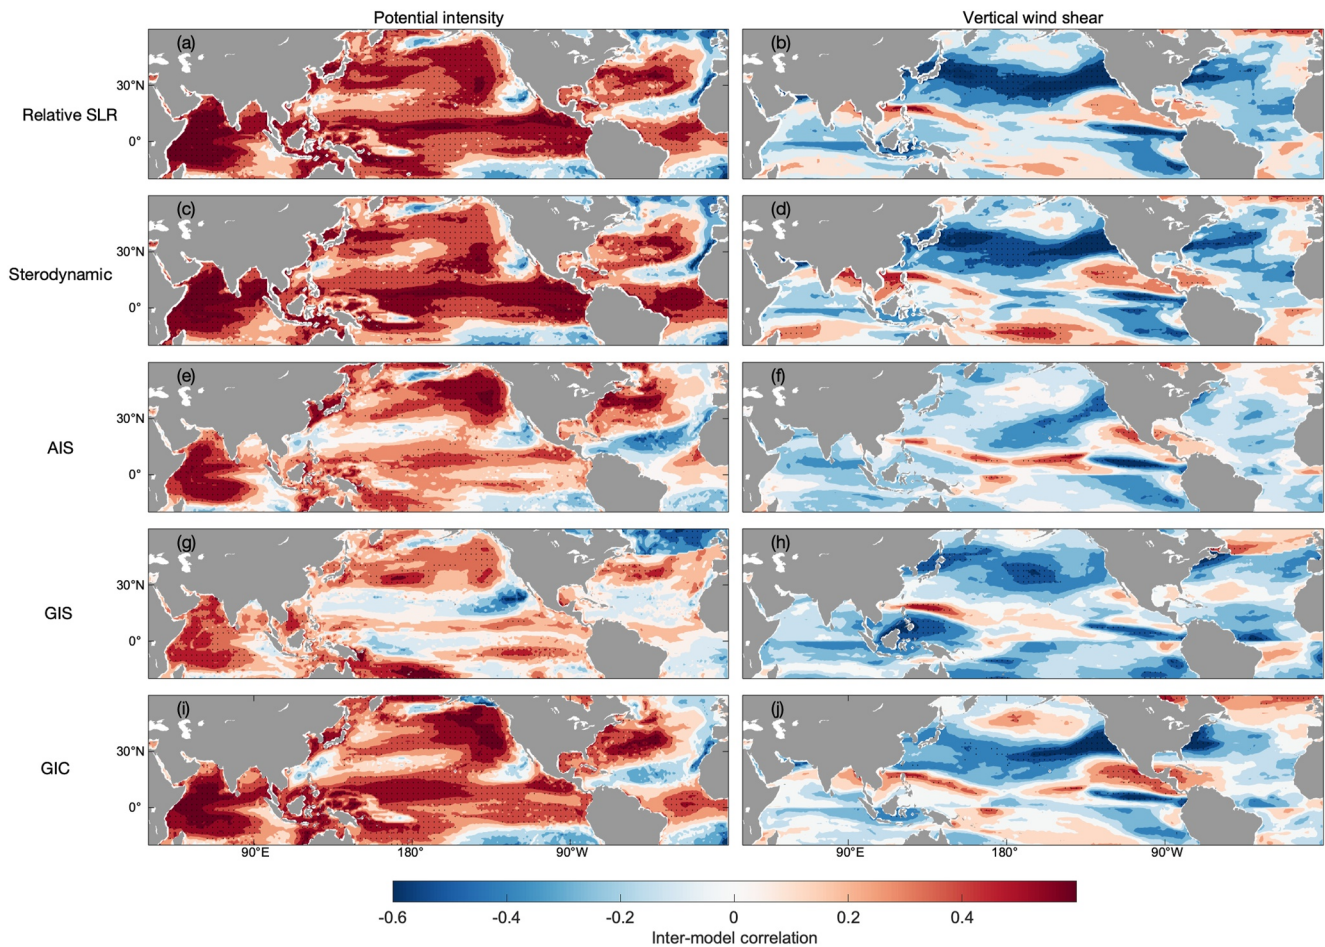 Potential intensity
Vertical wind shear
(a)
(b)
30°N
Relative SLR
0°
(c)
(d)
30°N
Sterodynamic
0°
(e)
(f)
30°N
AIS
0°
(g)
(h)
30°N
GIS
0°
(i)
(j)
30°N
GIC
0°
90°E 180° 90°W
90°E 180° 90°W
-0.6 -0.4 -0.2 0 0.2 0.4
Inter-model correlation